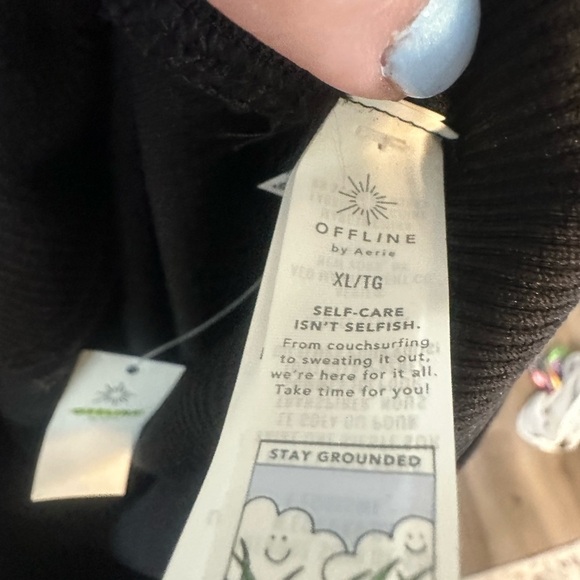 OFFLINE
by Aerie
XL/TG
SELF-CARE
ISN'T SELFISH.
From couchsurfing
to sweating it out,
we're here for it all.
Take time for you!
STAY GROUNDED